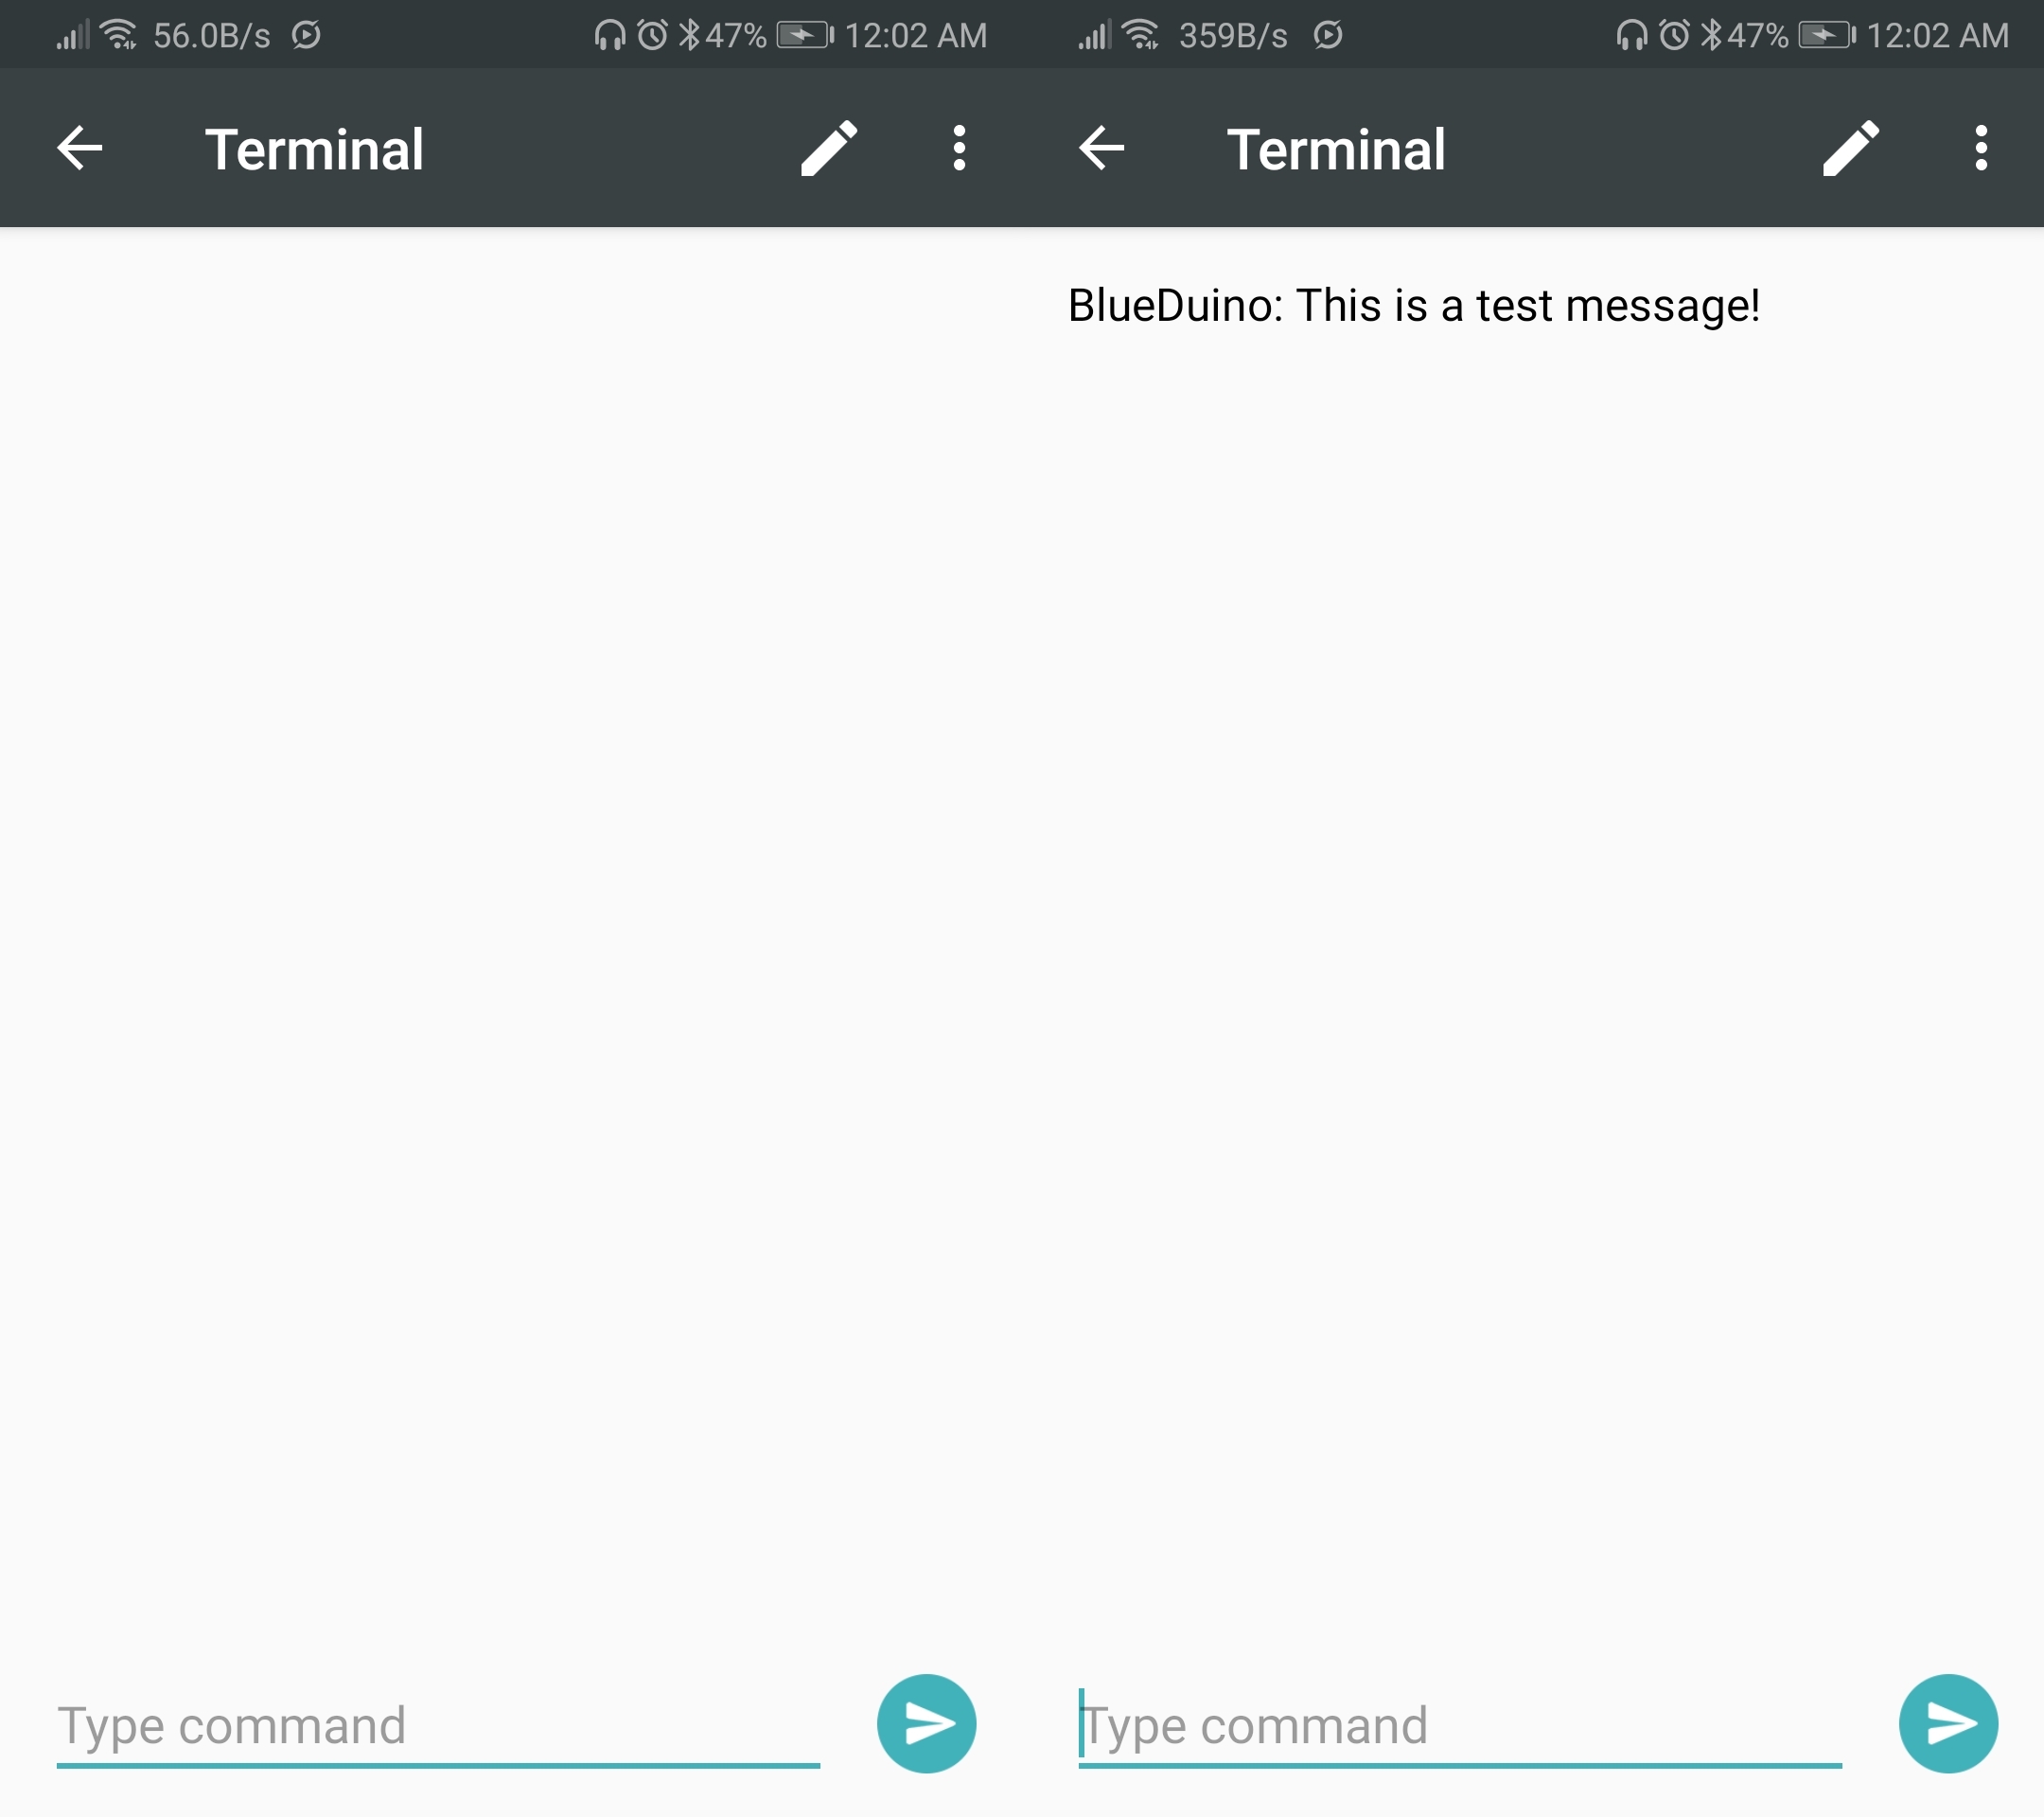 56.0B/s 47% 12:02 AM
Terminal
Type command
359B/s 47% 12:02 AM
Terminal
BlueDuino: This is a test message!
Type command